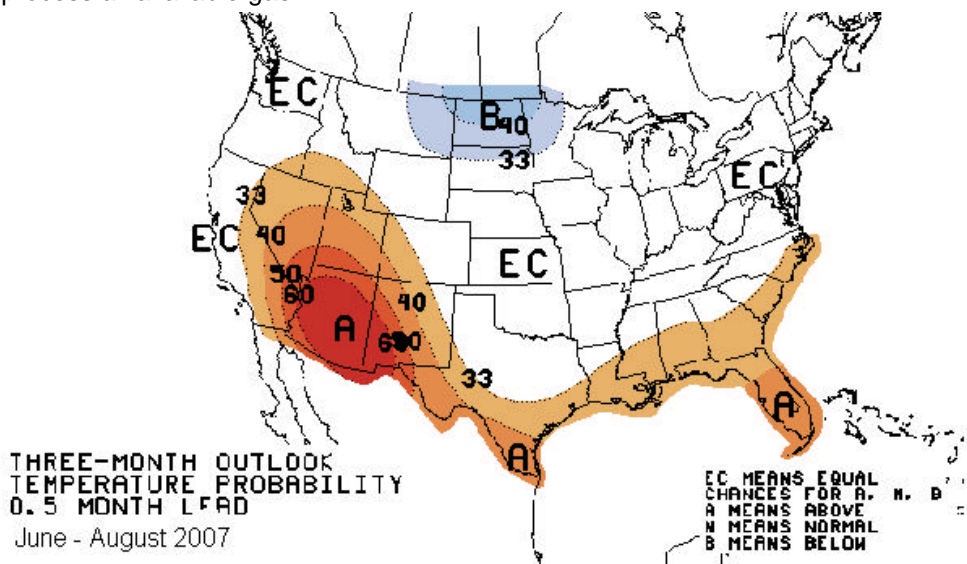 EC
B
40
33
EC
33
EC
40
EC
50
60
40
A
60
50
33
A
A
THREE-MONTH OUTLOOK
TEMPERATURE PROBABILITY
0.5 MONTH LEAD
June - August 2007
EC MEANS EQUAL
CHANCES FOR A, N, B
A MEANS ABOVE
N MEANS NORMAL
B MEANS BELOW